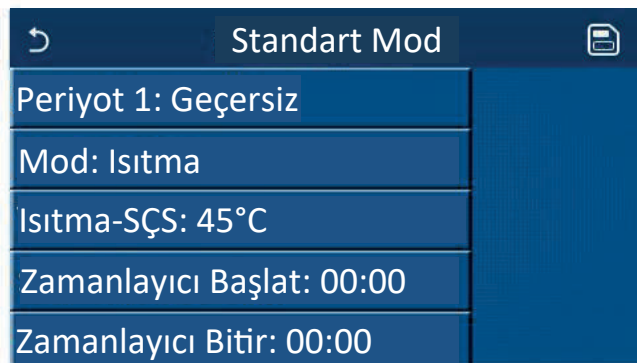 Standart Mod
Periyot 1: Geçersiz
Mod: Isıtma
Isıtma-SÇS: 45°C
Zamanlayıcı Başlat: 00:00
Zamanlayıcı Bitir: 00:00